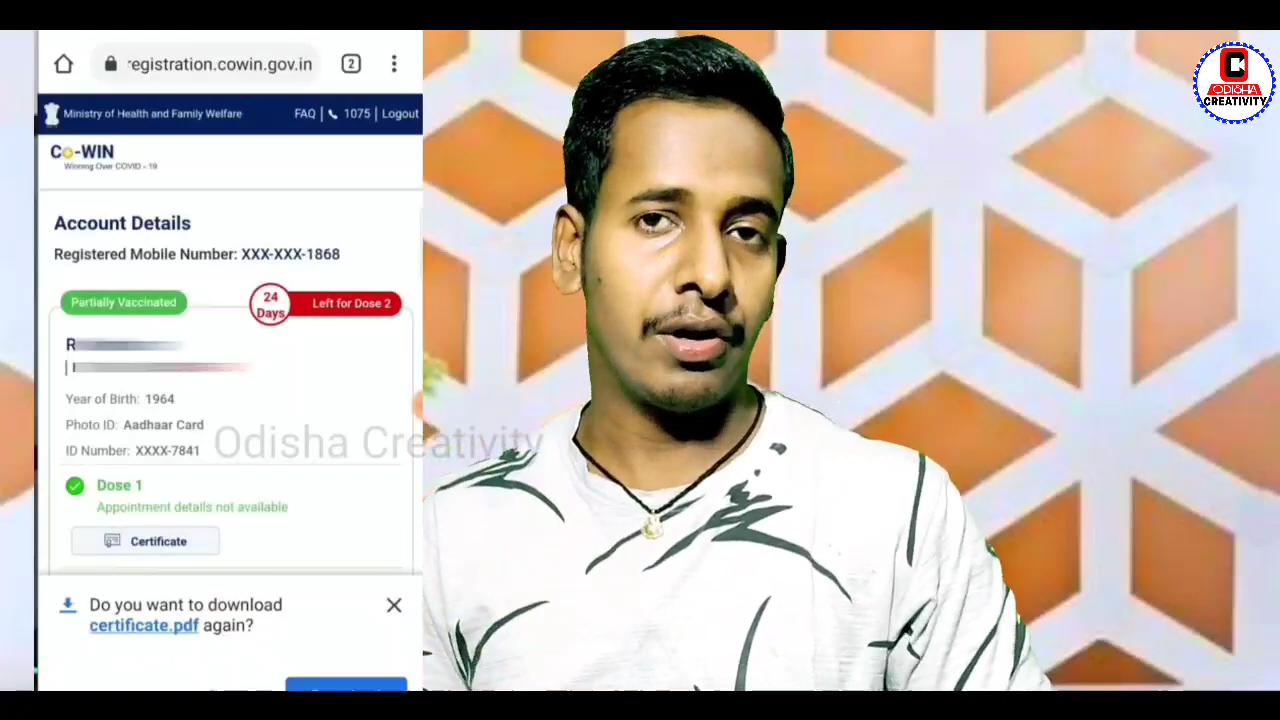 registration.cowin.gov.in
2
Ministry of Health and Family Welfare
FAQ | 1075 | Logout
Co-WIN
Winning Over COVID - 19
Account Details
Registered Mobile Number: XXX-XXX-1868
Partially Vaccinated
24 Days
Left for Dose 2
R
Year of Birth: 1964
Photo ID: Aadhaar Card
ID Number: XXXX-7841
Dose 1
Appointment details not available
Certificate
Do you want to download
certificate.pdf again?
Odisha Creativity
C
ODISHA
CREATIVITY